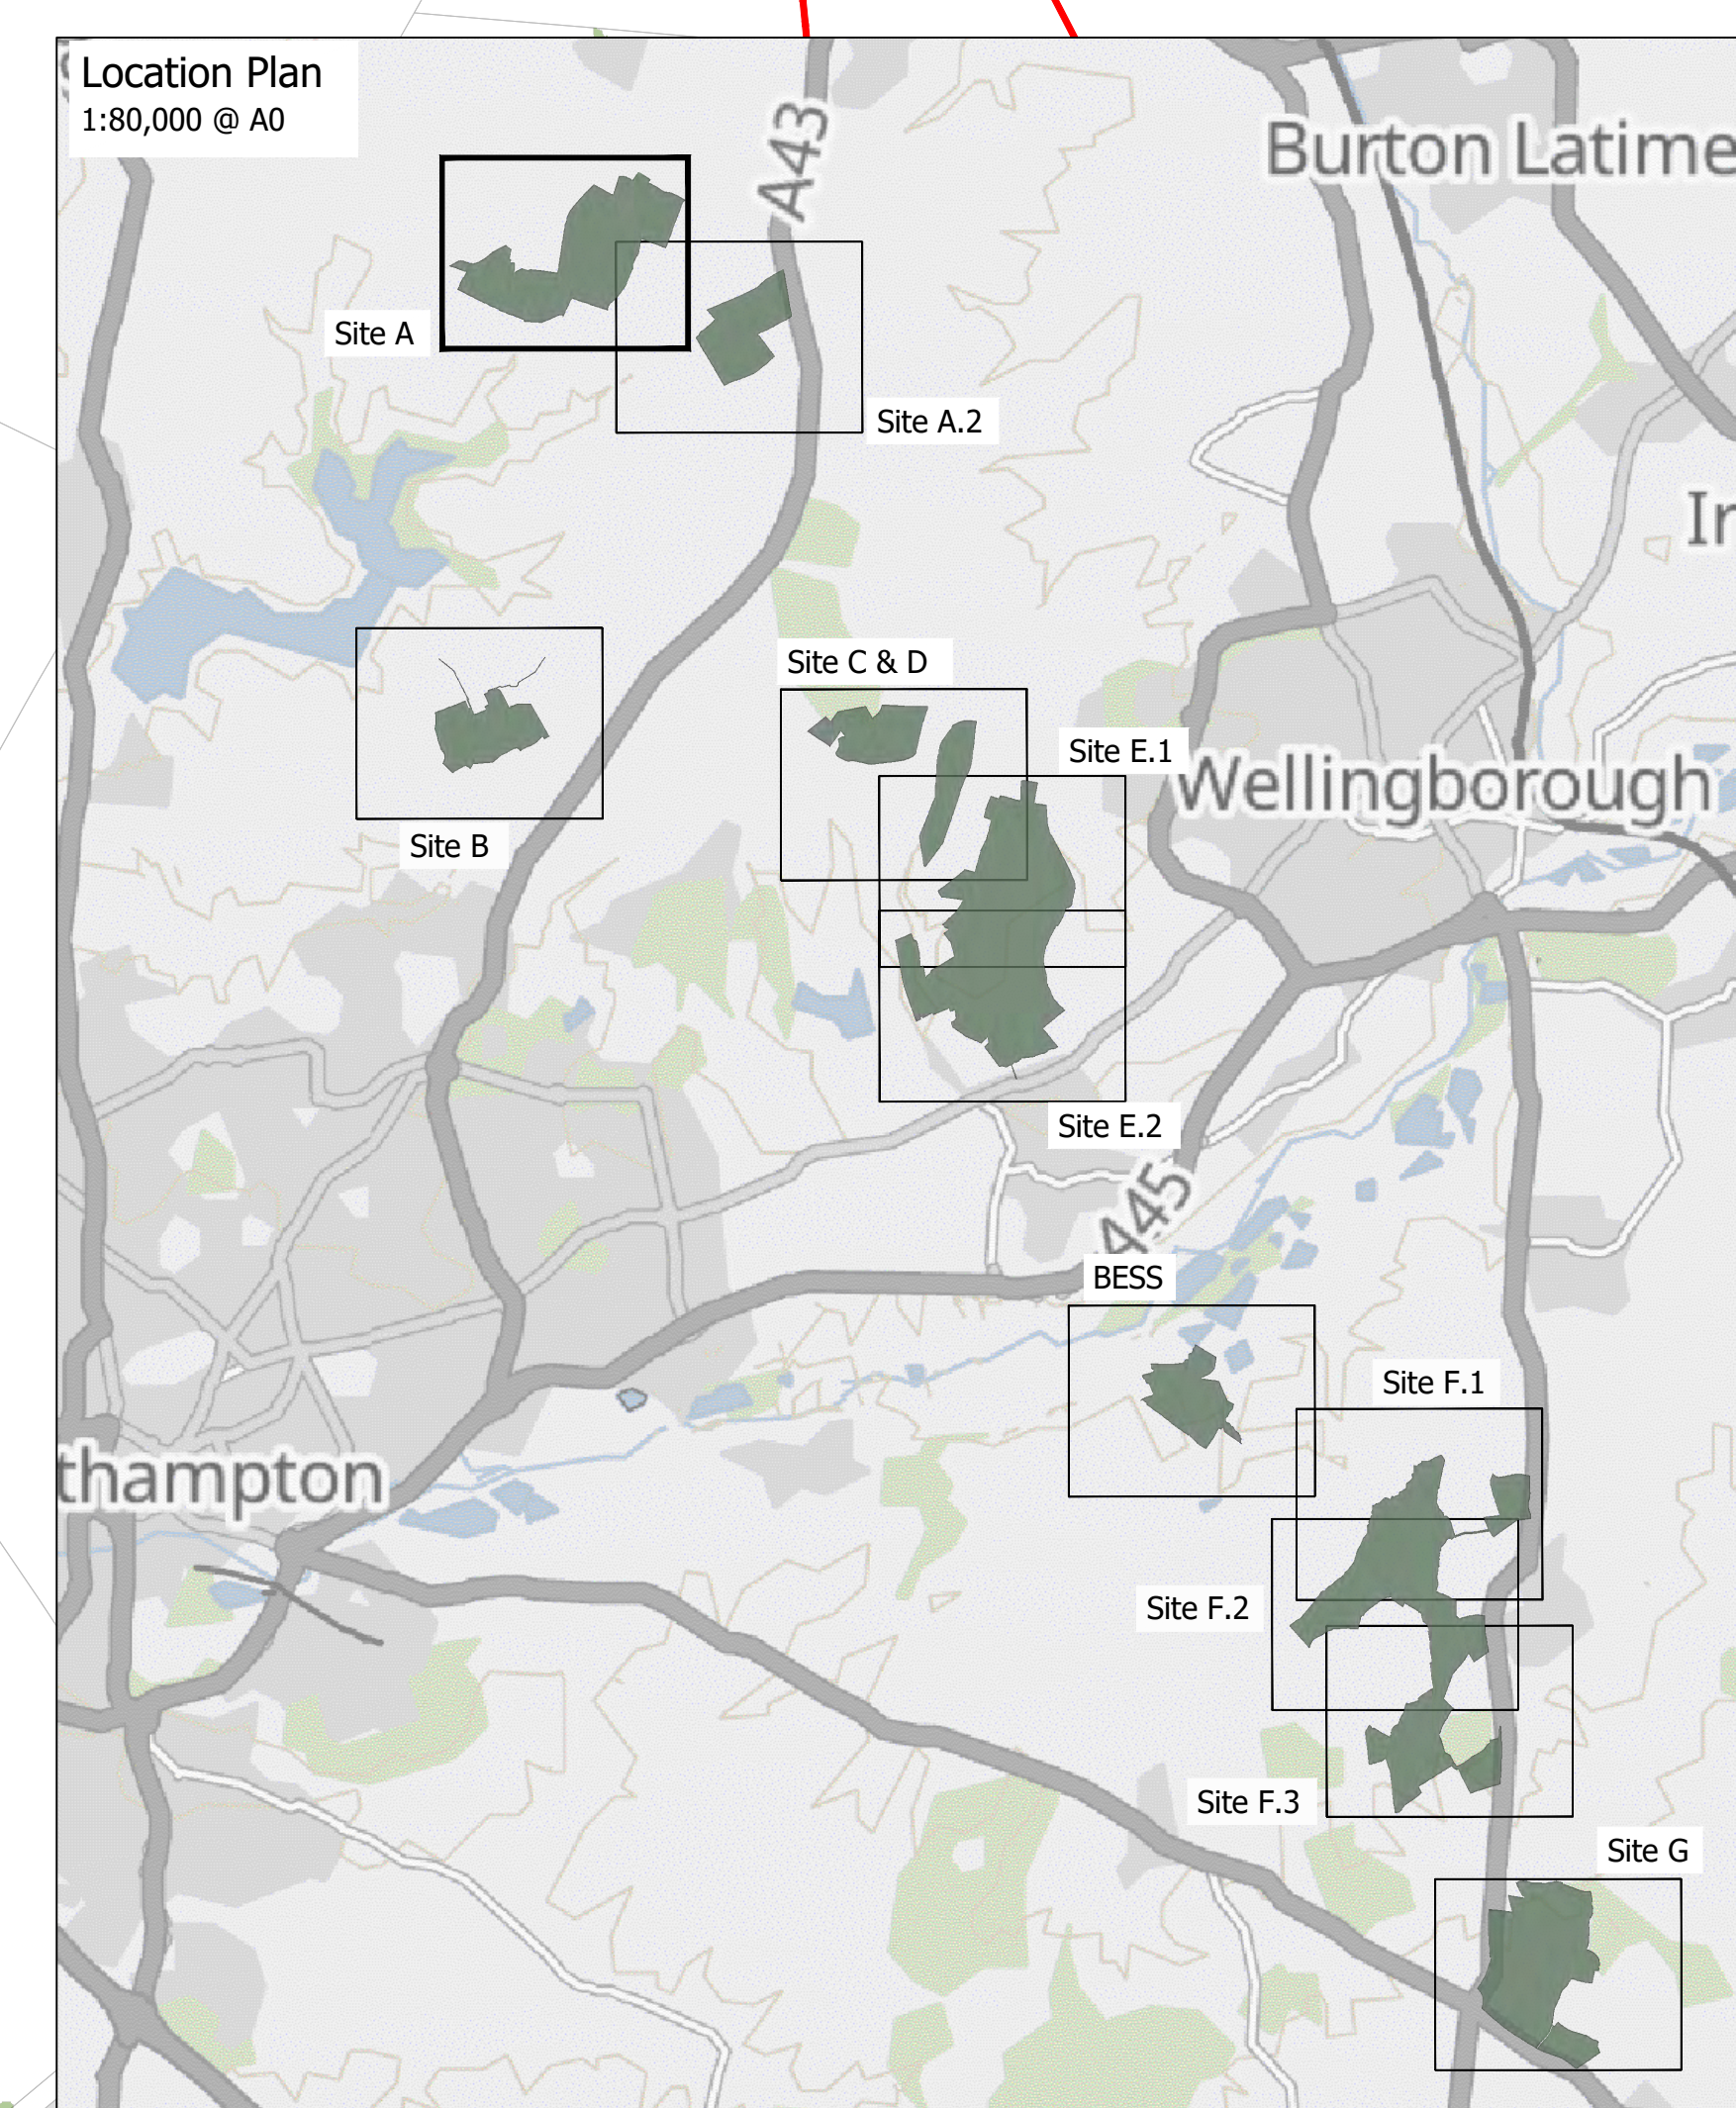 Location Plan
1:80,000 @ A0
A43
Burton Latime
Site A
Site A.2
Ir
Site C & D
Site E.1
Wellingborough
Site B
Site E.2
A45
BESS
Site F.1
thampton
Site F.2
Site F.3
Site G